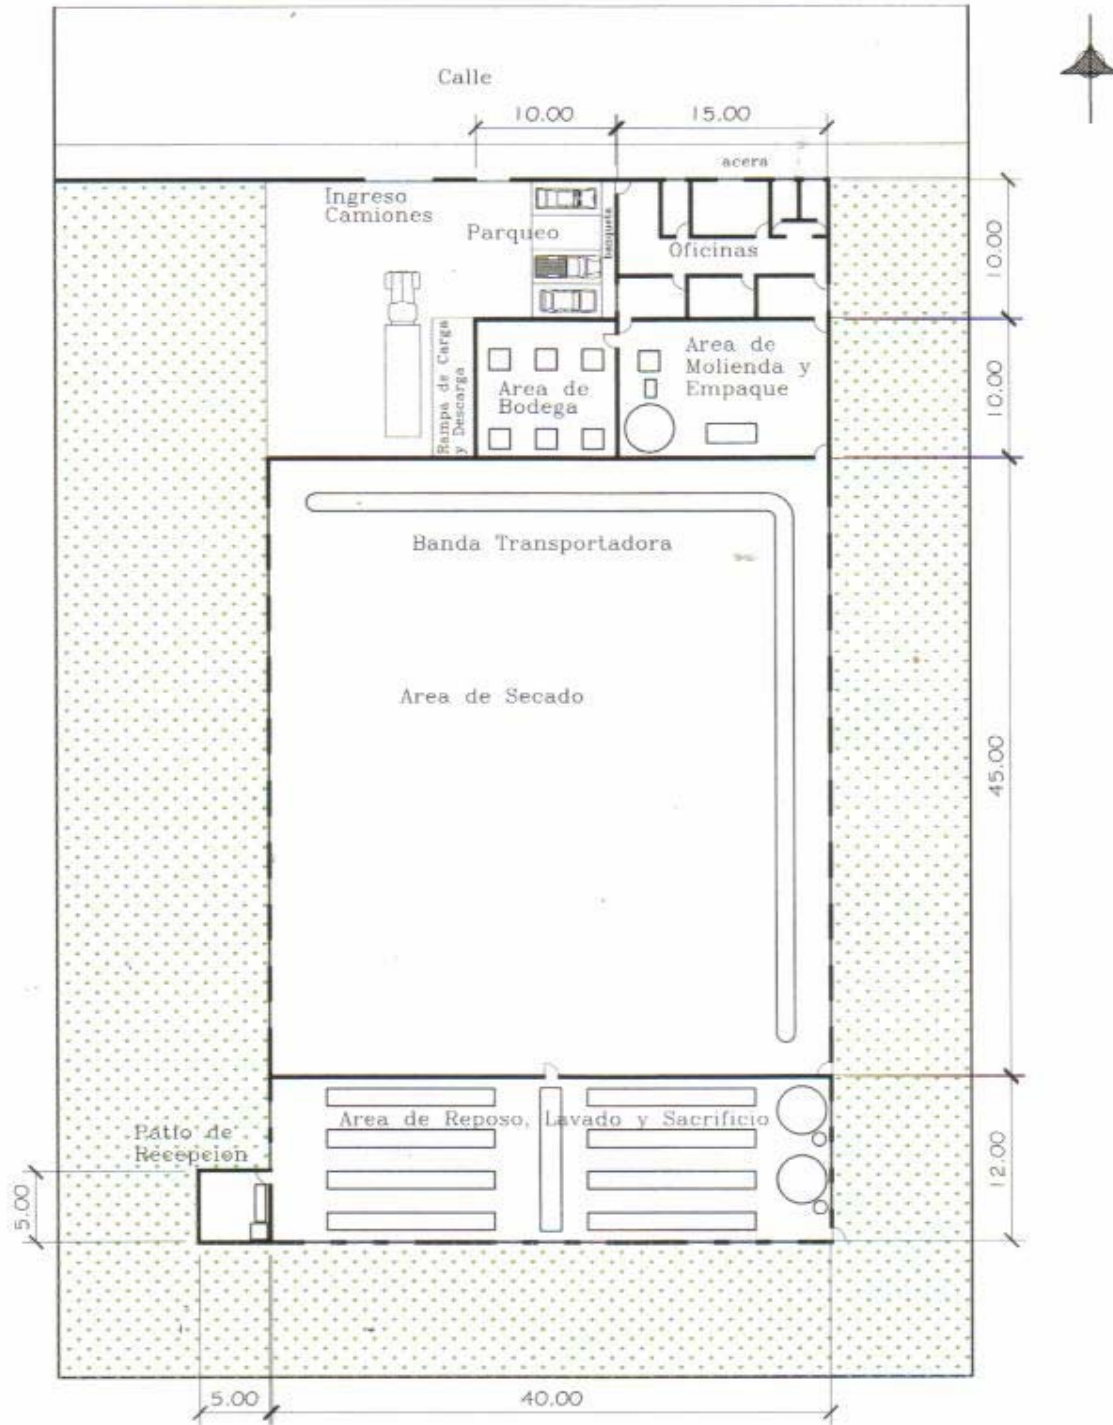 Calle
10.00
15.00
acera
Ingreso
Camiones
Parqueo
banqueta
Oficinas
10.00
Rampa de Carga
y Descarga
Area de
Bodega
Area de
Molienda y
Empaque
10.00
Banda Transportadora
Area de Secado
45.00
Area de Reposo, Lavado y Sacrificio
Patio de
Recepcion
5.00
12.00
5.00
40.00